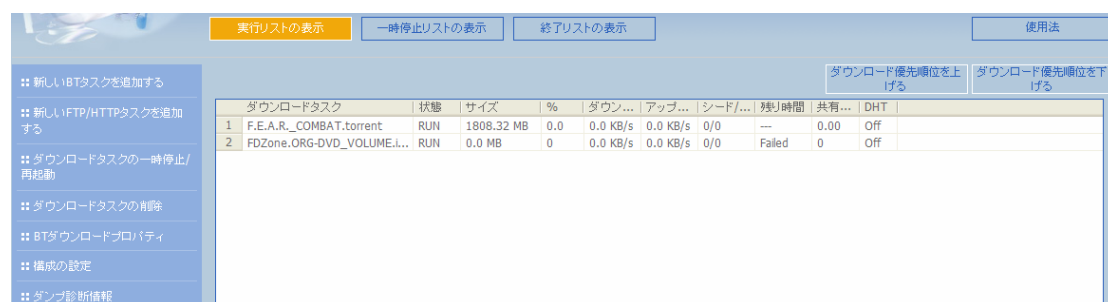 実行リストの表示 一時停止リストの表示 終了リストの表示 使用法
ダウンロード優先順位を上げる ダウンロード優先順位を下げる
新しいBTタスクを追加する
新しいFTP/HTTPタスクを追加
する
ダウンロードタスクの一時停止/
再起動
ダウンロードタスクの削除
BTダウンロードプロパティ
構成の設定
ダンプ診断情報
ダウンロードタスク 状態 サイズ % ダウン... アップ... シード/... 残り時間 共有... DHT
1 F.E.A.R._COMBAT.torrent RUN 1808.32 MB 0.0 0.0 KB/s 0.0 KB/s 0/0 --- 0.00 Off
2 FDZone.ORG-DVD_VOLUME.i... RUN 0.0 MB 0 0.0 KB/s 0.0 KB/s 0/0 Failed 0 Off